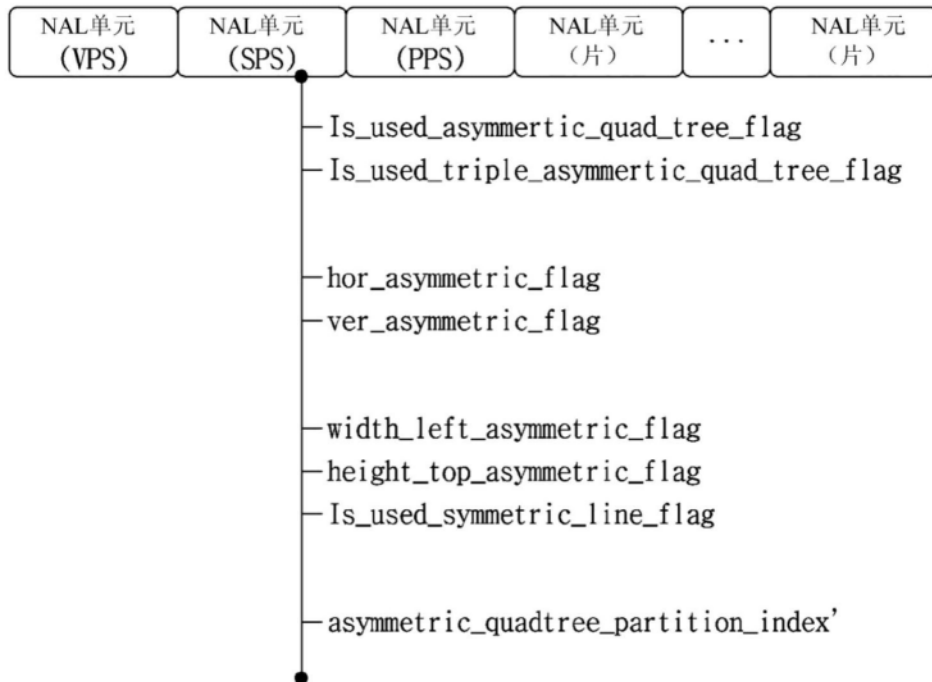 NAL单元 NAL单元 NAL单元 NAL单元 ... NAL单元
(VPS) (SPS) (PPS) (片) (片)
Is_used_asymmertic_quad_tree_flag
Is_used_triple_asymmertic_quad_tree_flag
hor_asymmetric_flag
ver_asymmetric_flag
width_left_asymmetric_flag
height_top_asymmetric_flag
Is_used_symmetric_line_flag
asymmetric_quadtree_partition_index'